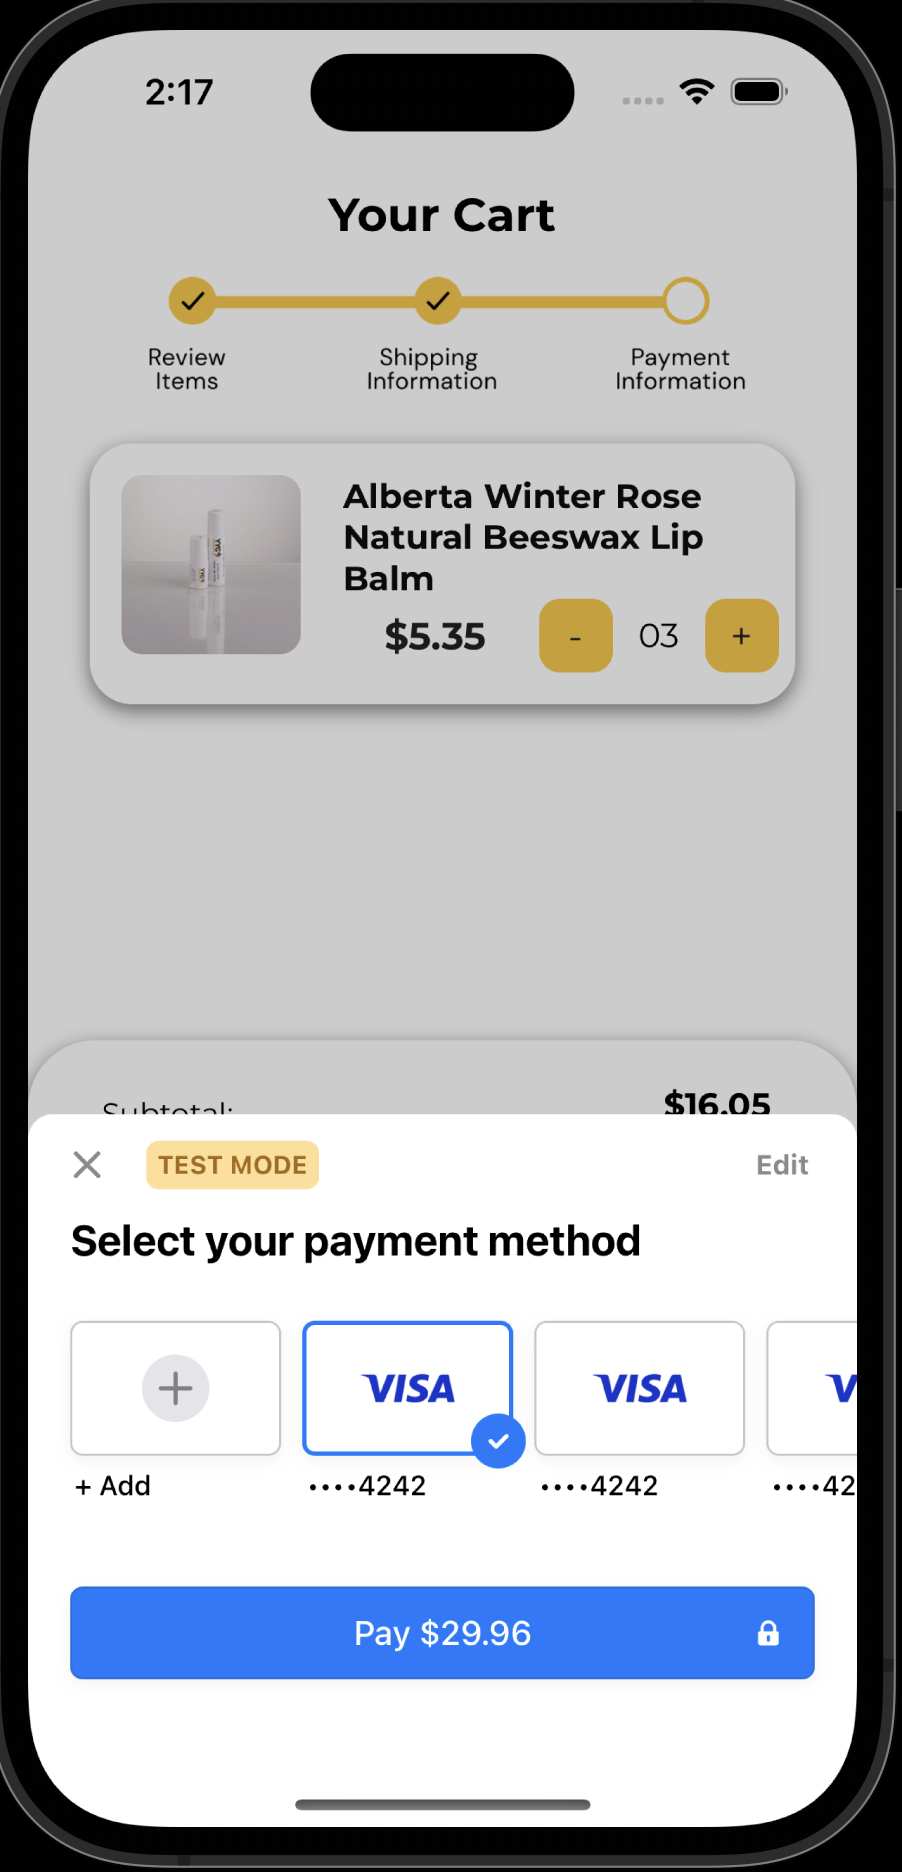 2:17
Your Cart
Review
Items
Shipping
Information
Payment
Information
Alberta Winter Rose
Natural Beeswax Lip
Balm
$5.35
-
03
+
Subtotal:
$16.05
TEST MODE
Edit
Select your payment method
VISA
VISA
+ Add
••••4242
••••4242
••••42
Pay $29.96